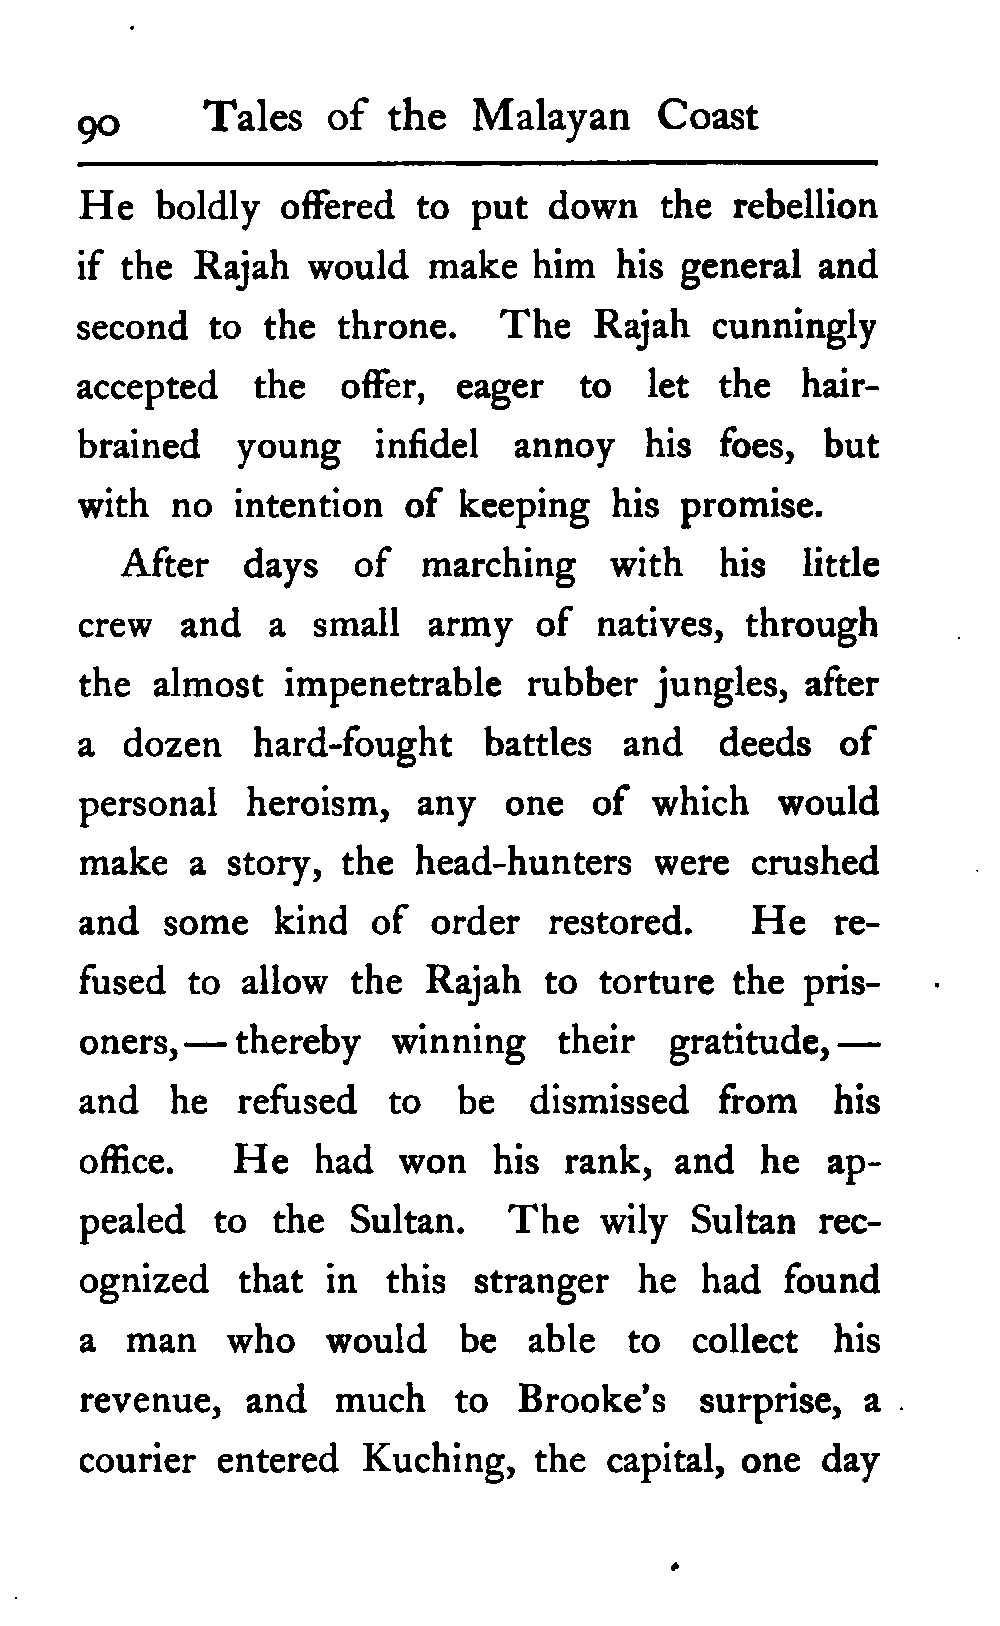 90 Tales of the Malayan Coast
He boldly offered to put down the rebellion
if the Rajah would make him his general and
second to the throne. The Rajah cunningly
accepted the offer, eager to let the hair-
brained young infidel annoy his foes, but
with no intention of keeping his promise.
After days of marching with his little
crew and a small army of natives, through
the almost impenetrable rubber jungles, after
a dozen hard-fought battles and deeds of
personal heroism, any one of which would
make a story, the head-hunters were crushed
and some kind of order restored. He re-
fused to allow the Rajah to torture the pris-
oners,— thereby winning their gratitude,—
and he refused to be dismissed from his
office. He had won his rank, and he ap-
pealed to the Sultan. The wily Sultan rec-
ognized that in this stranger he had found
a man who would be able to collect his
revenue, and much to Brooke's surprise, a
courier entered Kuching, the capital, one day